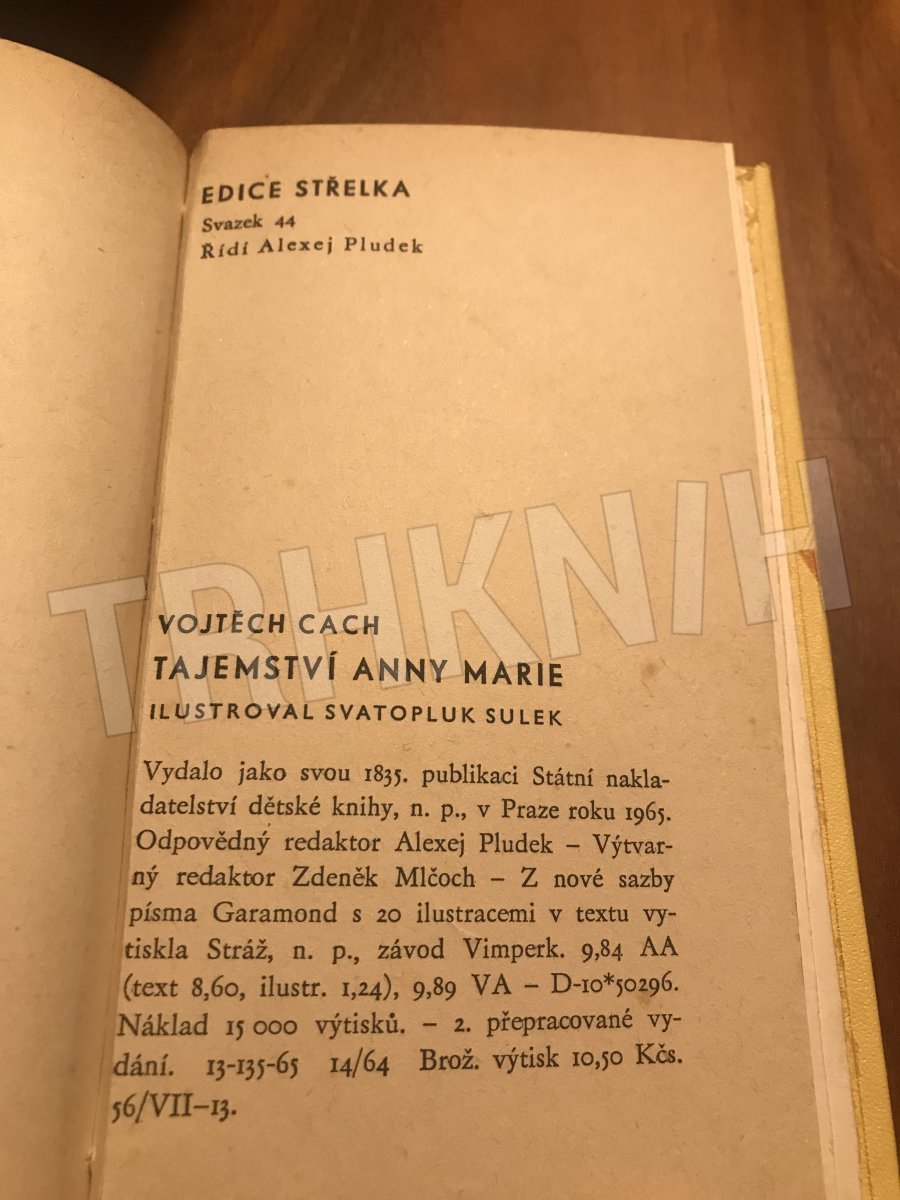 EDICE STŘELKA
Svazek 44
Řídí Alexej Pludek
TRHKNIH
VOJTĚCH CACH
TAJEMSTVÍ ANNY MARIE
ILUSTROVAL SVATOPLUK SULEK
Vydalo jako svou 1835. publikaci Státní nakla-
datelství dětské knihy, n. p., v Praze roku 1965.
Odpovědný redaktor Alexej Pludek – Výtvar-
ný redaktor Zdeněk Mlčoch – Z nové sazby
písma Garamond s 20 ilustracemi v textu vy-
tiskla Stráž, n. p., závod Vimperk. 9,84 AA
(text 8,60, ilustr. 1,24), 9,89 VA – D-10*50296.
Náklad 15 000 výtisků. – 2. přepracované vy-
dání. 13-135-65 14/64 Brož. výtisk 10,50 Kčs.
56/VII–13.